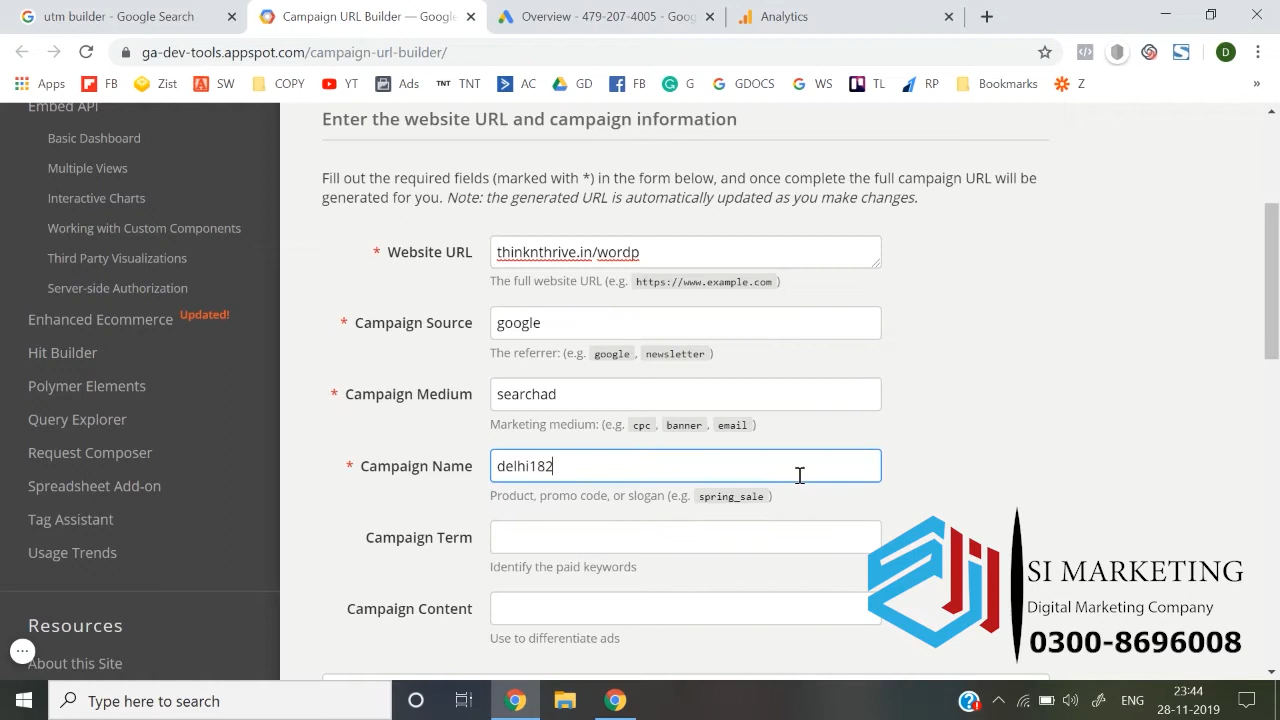 utm builder - Google Search
Campaign URL Builder — Google
Overview - 479-207-4005 - Goog
Analytics
ga-dev-tools.appspot.com/campaign-url-builder/
D
Apps
FB
Zist
SW
COPY
YT
Ads
TNT TNT
AC
GD
FB
G
GDOCS
WS
TL
RP
Bookmarks
Z
»
Embed API
Basic Dashboard
Multiple Views
Interactive Charts
Working with Custom Components
Third Party Visualizations
Server-side Authorization
Enhanced Ecommerce Updated!
Hit Builder
Polymer Elements
Query Explorer
Request Composer
Spreadsheet Add-on
Tag Assistant
Usage Trends
Resources
About this Site
Enter the website URL and campaign information
Fill out the required fields (marked with *) in the form below, and once complete the full campaign URL will be
generated for you. Note: the generated URL is automatically updated as you make changes.
* Website URL thinknthrive.in/wordp
The full website URL (e.g. https://www.example.com )
* Campaign Source google
The referrer: (e.g. google, newsletter)
* Campaign Medium searchad
Marketing medium: (e.g. cpc, banner, email)
* Campaign Name delhi182
Product, promo code, or slogan (e.g. spring_sale)
Campaign Term
Identify the paid keywords
Campaign Content
Use to differentiate ads
SI MARKETING
Digital Marketing Company
0300-8696008
Type here to search
ENG
23:44
28-11-2019